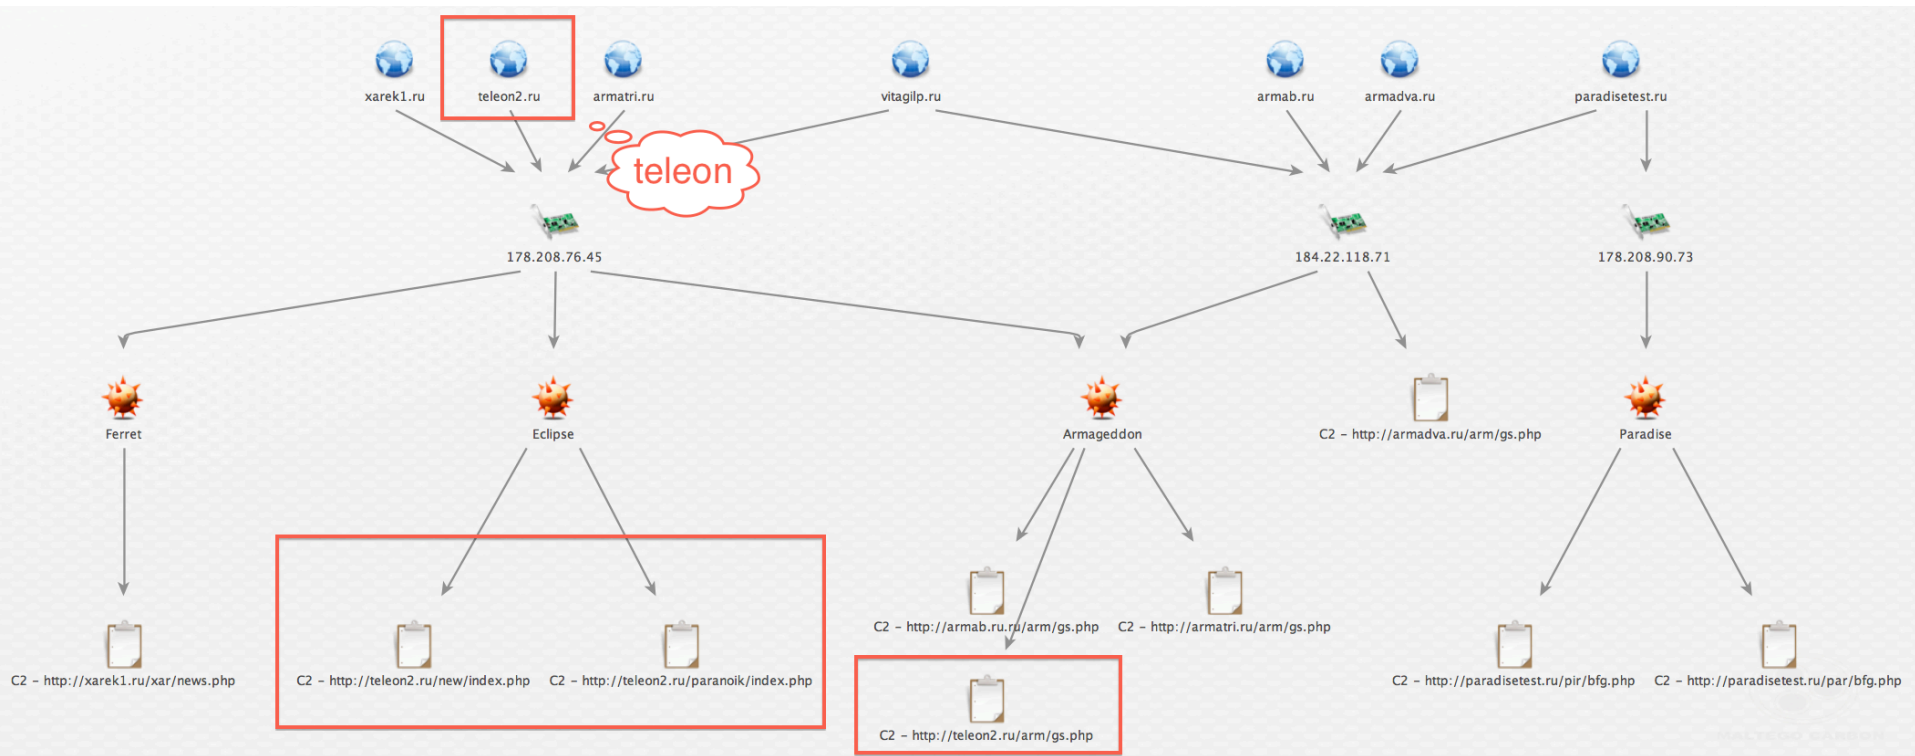 xarek1.ru
teleon2.ru
armatri.ru
vitagilp.ru
armab.ru
armadva.ru
paradisetest.ru
teleon
178.208.76.45
184.22.118.71
178.208.90.73
Ferret
Eclipse
Armageddon
C2 - http://armadva.ru/arm/gs.php
Paradise
C2 - http://armab.ru.ru/arm/gs.php
C2 - http://armatri.ru/arm/gs.php
C2 - http://xarek1.ru/xar/news.php
C2 - http://teleon2.ru/new/index.php
C2 - http://teleon2.ru/paranoik/index.php
C2 - http://paradisetest.ru/pir/bfg.php
C2 - http://paradisetest.ru/par/bfg.php
C2 - http://teleon2.ru/arm/gs.php
MALTEGO CARBON